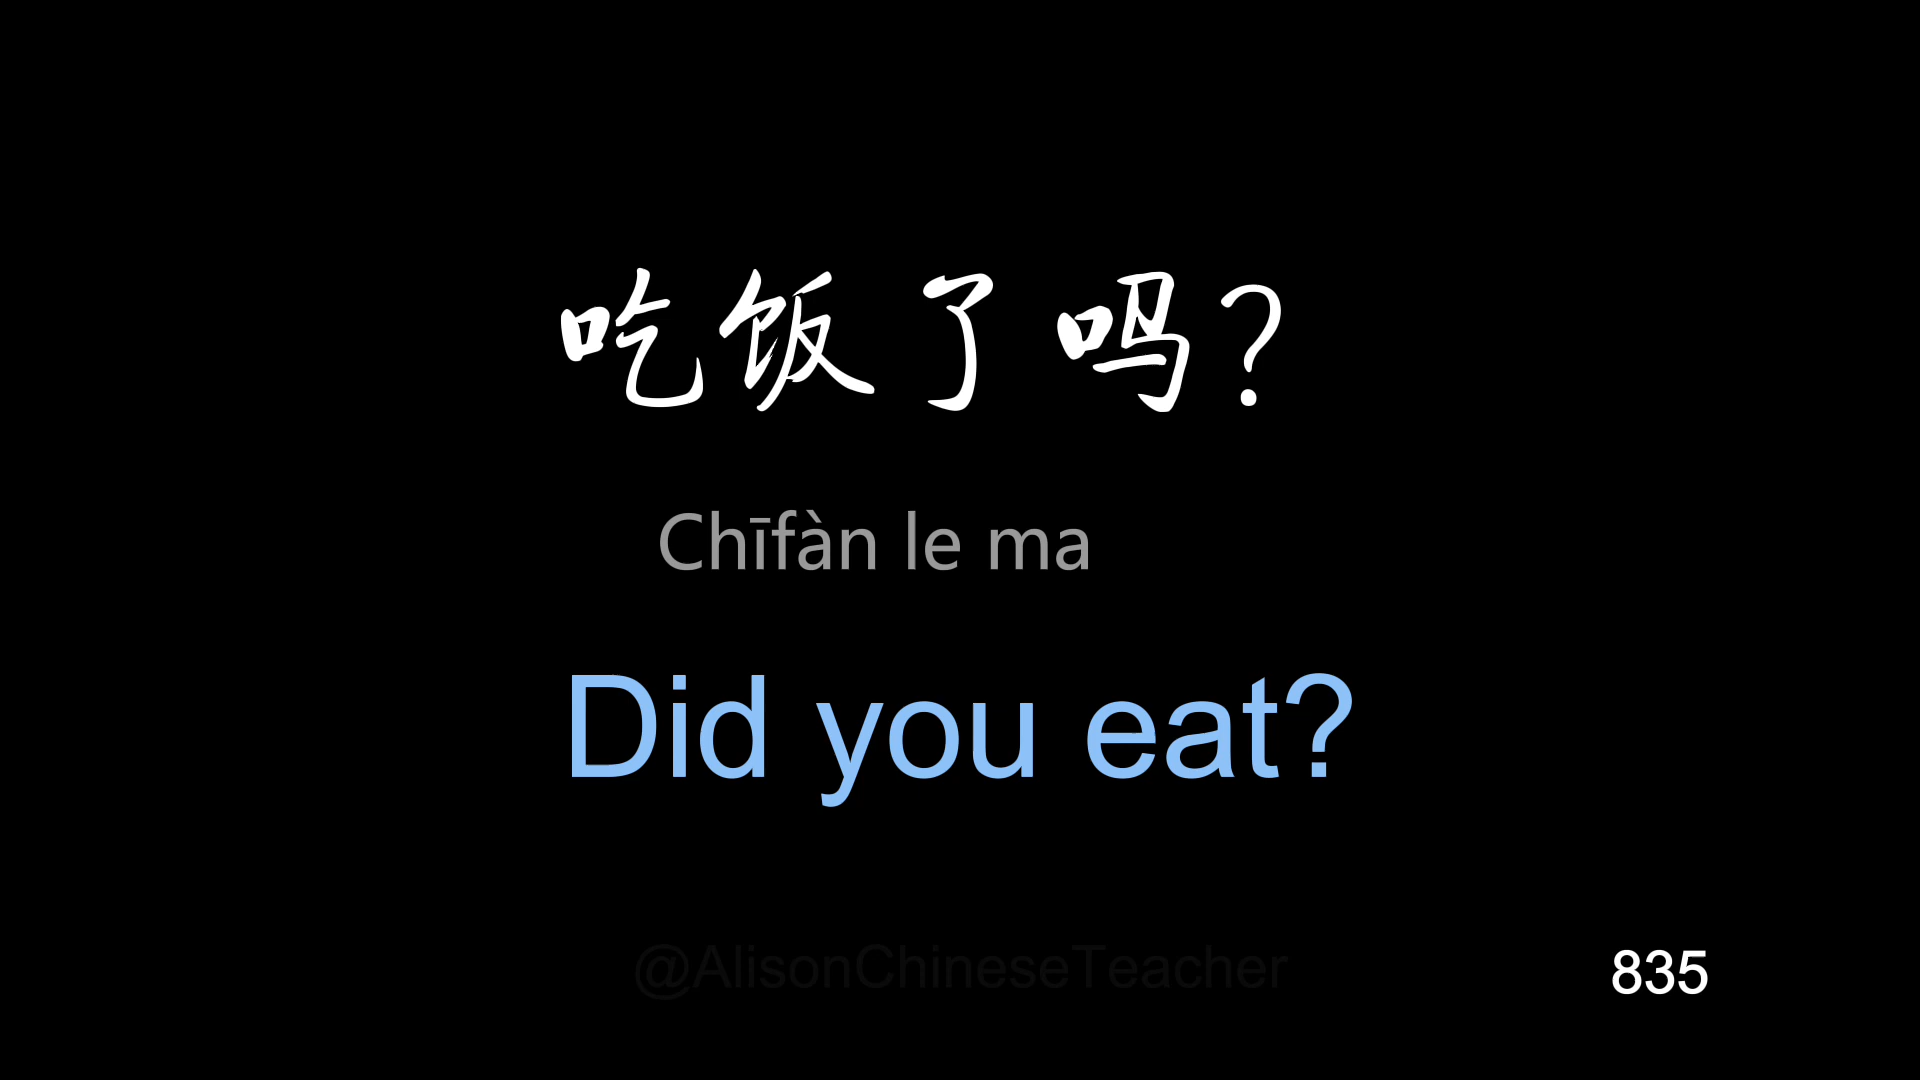 吃饭了吗?
Chīfàn le ma
Did you eat?
@AlisonChineseTeacher
835